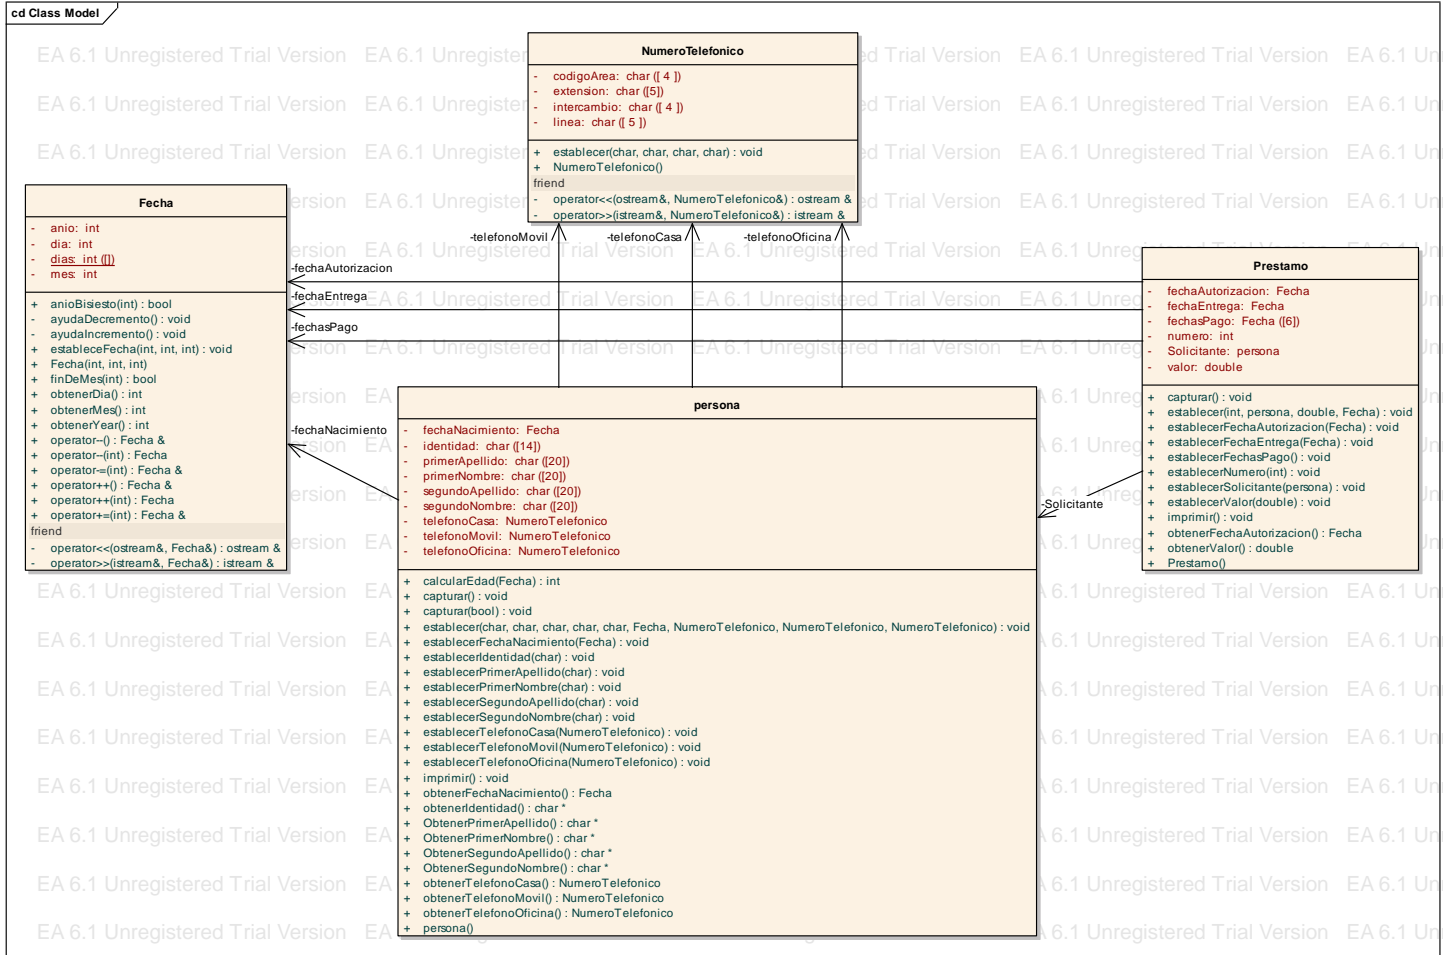 cd Class Model
NumeroTelefonico
- codigoArea: char ([ 4 ])
- extension: char ([5])
- intercambio: char ([ 4 ])
- linea: char ([ 5 ])
+ establecer(char, char, char, char) : void
+ NumeroTelefonico()
friend
- operator<<(ostream&, NumeroTelefonico&) : ostream &
- operator>>(istream&, NumeroTelefonico&) : istream &
-telefonoMovil
-telefonoCasa
-telefonoOficina
Fecha
- anio: int
- dia: int
- dias: int ([])
- mes: int
+ anioBisiesto(int) : bool
- ayudaDecremento() : void
- ayudaIncremento() : void
+ estableceFecha(int, int, int) : void
+ Fecha(int, int, int)
+ finDeMes(int) : bool
+ obtenerDia() : int
+ obtenerMes() : int
+ obtenerYear() : int
+ operator--() : Fecha &
+ operator--(int) : Fecha
+ operator-=(int) : Fecha &
+ operator++() : Fecha &
+ operator++(int) : Fecha
+ operator+=(int) : Fecha &
friend
- operator<<(ostream&, Fecha&) : ostream &
- operator>>(istream&, Fecha&) : istream &
-fechaAutorizacion
-fechaEntrega
-fechasPago
-fechaNacimiento
Prestamo
- fechaAutorizacion: Fecha
- fechaEntrega: Fecha
- fechasPago: Fecha ([6])
- numero: int
- Solicitante: persona
- valor: double
+ capturar() : void
+ establecer(int, persona, double, Fecha) : void
+ establecerFechaAutorizacion(Fecha) : void
+ establecerFechaEntrega(Fecha) : void
+ establecerFechasPago() : void
+ establecerNumero(int) : void
+ establecerSolicitante(persona) : void
+ establecerValor(double) : void
+ imprimir() : void
+ obtenerFechaAutorizacion() : Fecha
+ obtenerValor() : double
+ Prestamo()
-Solicitante
persona
- fechaNacimiento: Fecha
- identidad: char ([14])
- primerApellido: char ([20])
- primerNombre: char ([20])
- segundoApellido: char ([20])
- segundoNombre: char ([20])
- telefonoCasa: NumeroTelefonico
- telefonoMovil: NumeroTelefonico
- telefonoOficina: NumeroTelefonico
+ calcularEdad(Fecha) : int
+ capturar() : void
+ capturar(bool) : void
+ establecer(char, char, char, char, char, Fecha, NumeroTelefonico, NumeroTelefonico, NumeroTelefonico) : void
+ establecerFechaNacimiento(Fecha) : void
+ establecerIdentidad(char) : void
+ establecerPrimerApellido(char) : void
+ establecerPrimerNombre(char) : void
+ establecerSegundoApellido(char) : void
+ establecerSegundoNombre(char) : void
+ establecerTelefonoCasa(NumeroTelefonico) : void
+ establecerTelefonoMovil(NumeroTelefonico) : void
+ establecerTelefonoOficina(NumeroTelefonico) : void
+ imprimir() : void
+ obtenerFechaNacimiento() : Fecha
+ obtenerIdentidad() : char *
+ ObtenerPrimerApellido() : char *
+ ObtenerPrimerNombre() : char *
+ ObtenerSegundoApellido() : char *
+ ObtenerSegundoNombre() : char *
+ obtenerTelefonoCasa() : NumeroTelefonico
+ obtenerTelefonoMovil() : NumeroTelefonico
+ obtenerTelefonoOficina() : NumeroTelefonico
+ persona()
EA 6.1 Unregistered Trial Version